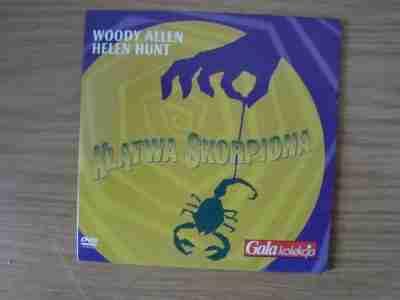 WOODY ALLEN
HELEN HUNT
KLĄTWA SKORPIONA
DVD
Gala kolekcja